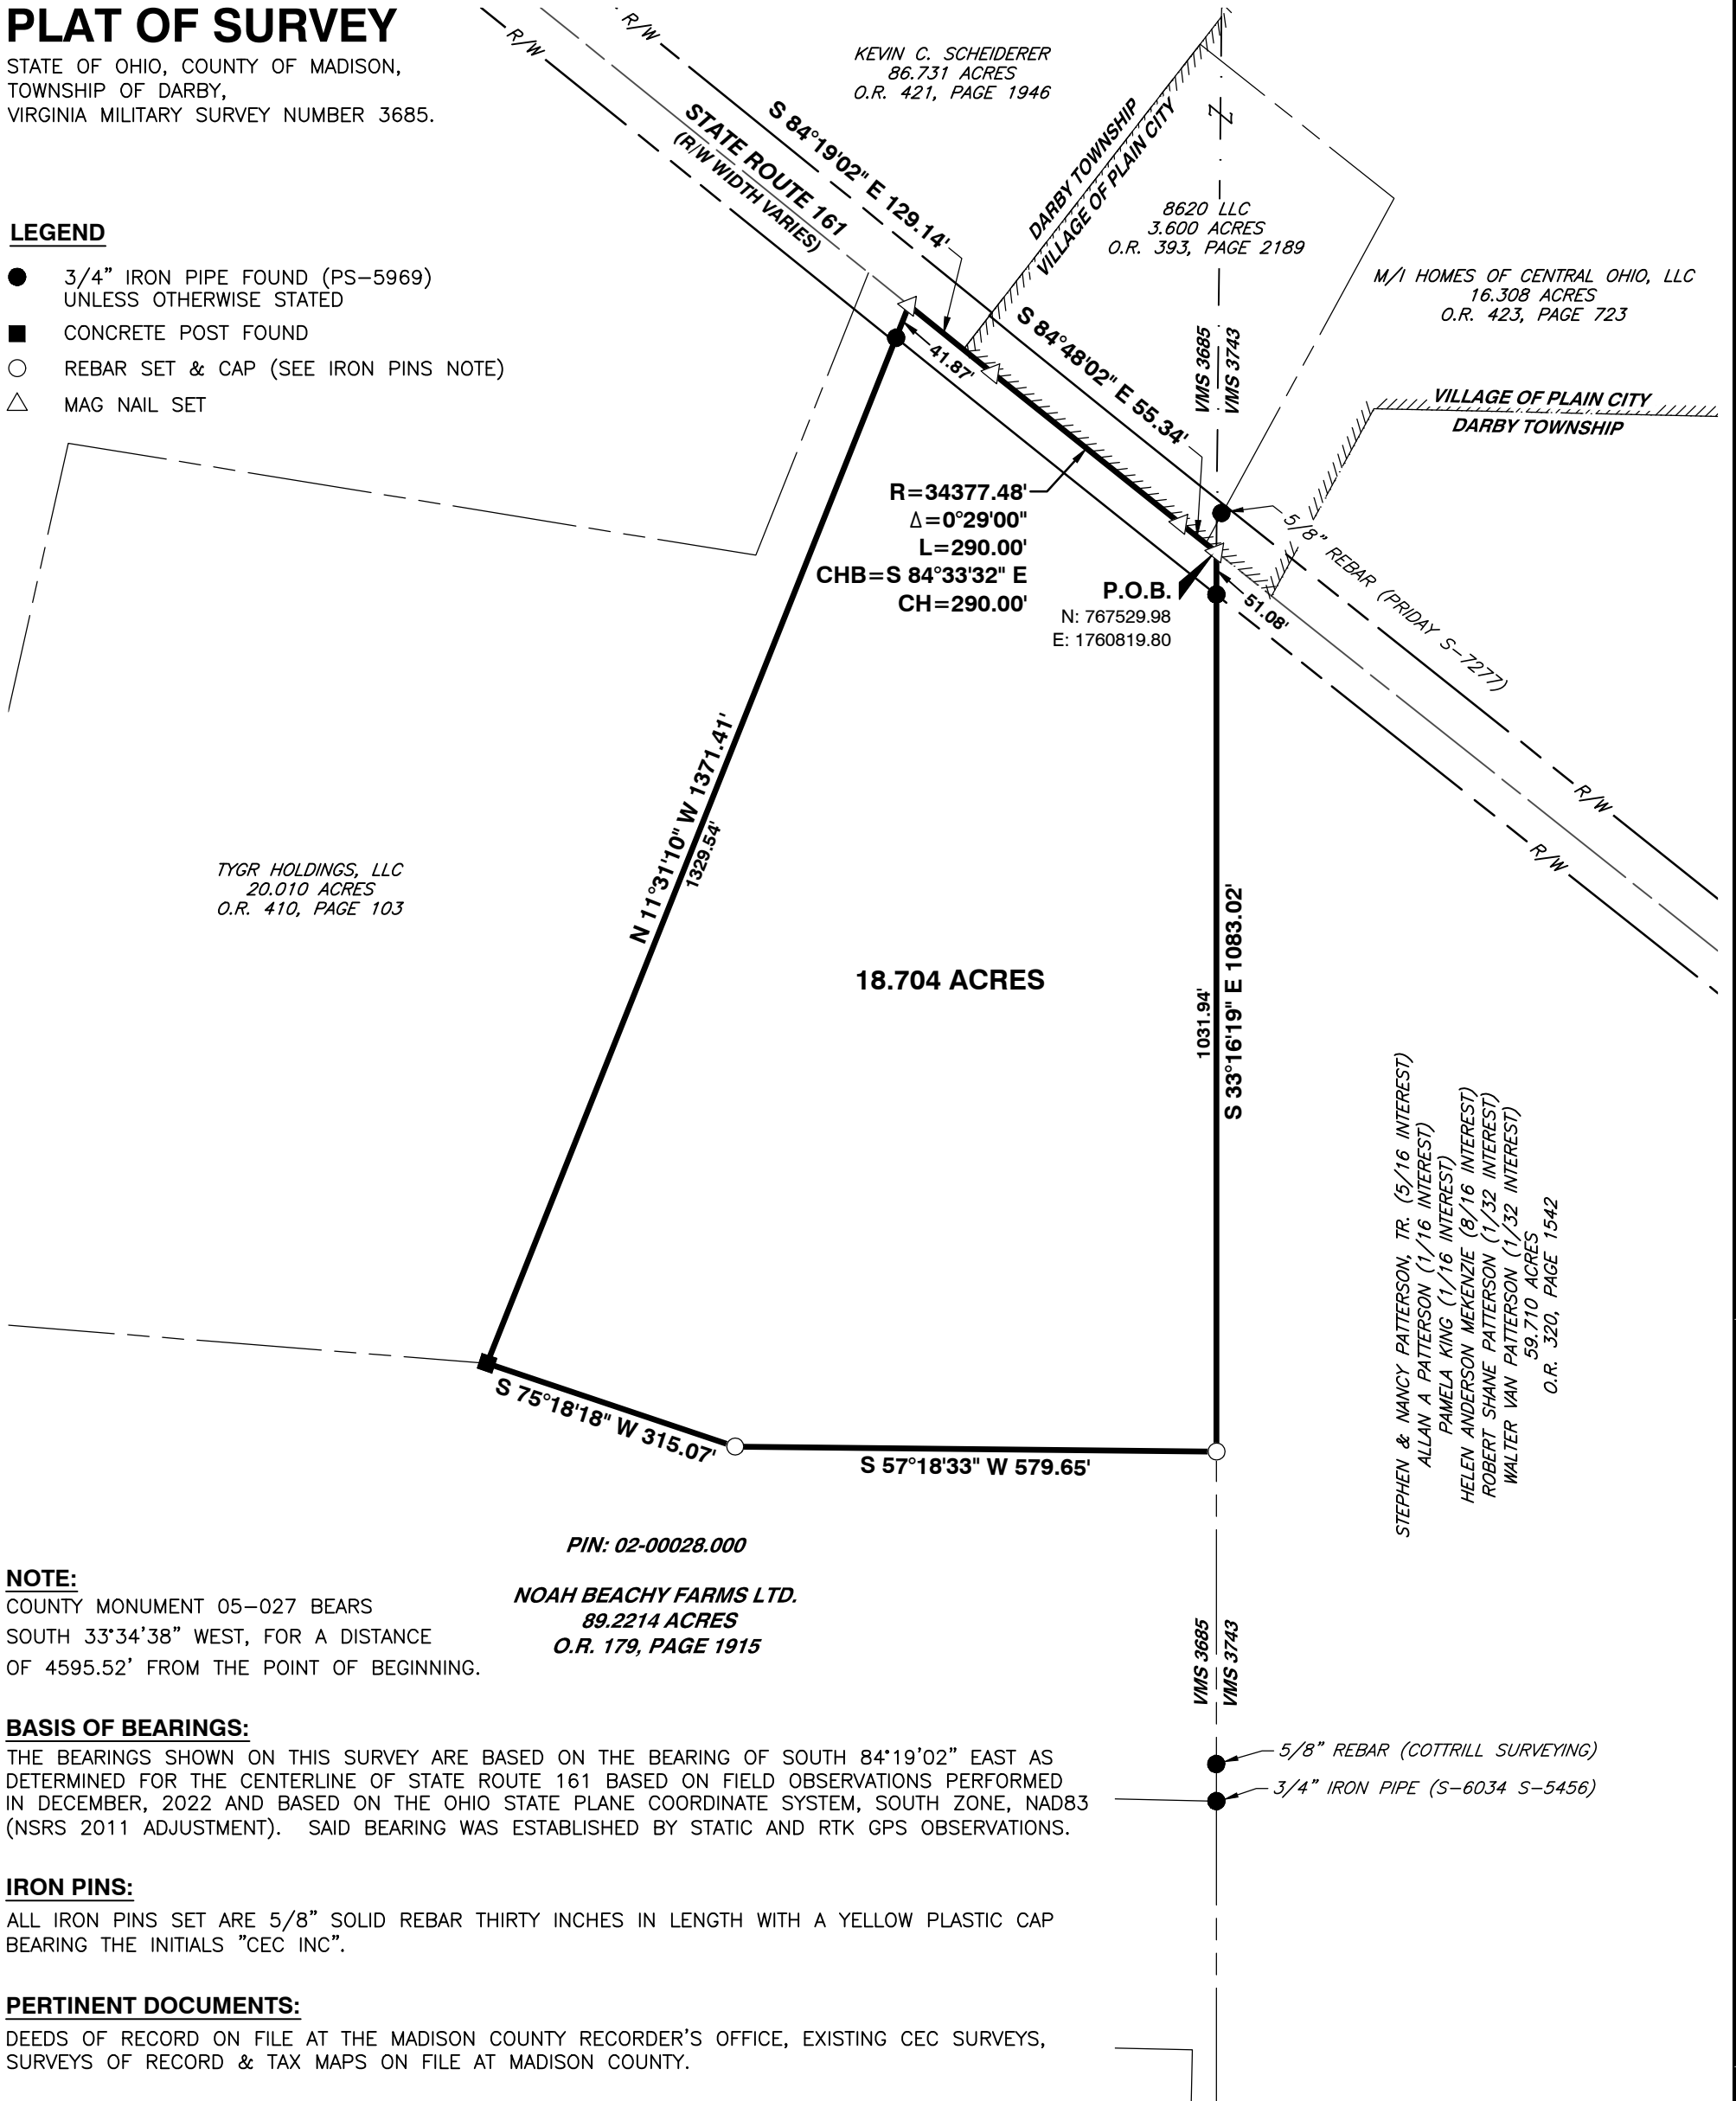 PLAT OF SURVEY
STATE OF OHIO, COUNTY OF MADISON,
TOWNSHIP OF DARBY,
VIRGINIA MILITARY SURVEY NUMBER 3685.
LEGEND
3/4" IRON PIPE FOUND (PS-5969)
UNLESS OTHERWISE STATED
CONCRETE POST FOUND
REBAR SET & CAP (SEE IRON PINS NOTE)
MAG NAIL SET
R/W
R/W
KEVIN C. SCHEIDERER
86.731 ACRES
O.R. 421, PAGE 1946
STATE ROUTE 161
(R/W WIDTH VARIES)
S 84°19'02" E 129.14'
DARBY TOWNSHIP
VILLAGE OF PLAIN CITY
Z
8620 LLC
3.600 ACRES
O.R. 393, PAGE 2189
M/I HOMES OF CENTRAL OHIO, LLC
16.308 ACRES
O.R. 423, PAGE 723
VMS 3685
VMS 3743
S 84°48'02" E 55.34'
VILLAGE OF PLAIN CITY
DARBY TOWNSHIP
41.87'
R=34377.48'
Δ=0°29'00"
L=290.00'
CHB=S 84°33'32" E
CH=290.00'
P.O.B.
N: 767529.98
E: 1760819.80
51.08'
5/8" REBAR (PRIDAY S-7277)
R/W
R/W
N 11°31'10" W 1371.41'
1329.54'
TYGR HOLDINGS, LLC
20.010 ACRES
O.R. 410, PAGE 103
18.704 ACRES
1031.94'
S 33°16'19" E 1083.02'
STEPHEN & NANCY PATTERSON, TR. (5/16 INTEREST)
ALLAN A PATTERSON (1/16 INTEREST)
PAMELA KING (1/16 INTEREST)
HELEN ANDERSON MEKENZIE (8/16 INTEREST)
ROBERT SHANE PATTERSON (1/32 INTEREST)
WALTER VAN PATTERSON (1/32 INTEREST)
59.710 ACRES
O.R. 320, PAGE 1542
S 75°18'18" W 315.07'
S 57°18'33" W 579.65'
PIN: 02-00028.000
NOAH BEACHY FARMS LTD.
89.2214 ACRES
O.R. 179, PAGE 1915
VMS 3685
VMS 3743
NOTE:
COUNTY MONUMENT 05-027 BEARS
SOUTH 33°34'38" WEST, FOR A DISTANCE
OF 4595.52' FROM THE POINT OF BEGINNING.
BASIS OF BEARINGS:
THE BEARINGS SHOWN ON THIS SURVEY ARE BASED ON THE BEARING OF SOUTH 84°19'02" EAST AS
DETERMINED FOR THE CENTERLINE OF STATE ROUTE 161 BASED ON FIELD OBSERVATIONS PERFORMED
IN DECEMBER, 2022 AND BASED ON THE OHIO STATE PLANE COORDINATE SYSTEM, SOUTH ZONE, NAD83
(NSRS 2011 ADJUSTMENT). SAID BEARING WAS ESTABLISHED BY STATIC AND RTK GPS OBSERVATIONS.
5/8" REBAR (COTTRILL SURVEYING)
3/4" IRON PIPE (S-6034 S-5456)
IRON PINS:
ALL IRON PINS SET ARE 5/8" SOLID REBAR THIRTY INCHES IN LENGTH WITH A YELLOW PLASTIC CAP
BEARING THE INITIALS "CEC INC".
PERTINENT DOCUMENTS:
DEEDS OF RECORD ON FILE AT THE MADISON COUNTY RECORDER'S OFFICE, EXISTING CEC SURVEYS,
SURVEYS OF RECORD & TAX MAPS ON FILE AT MADISON COUNTY.